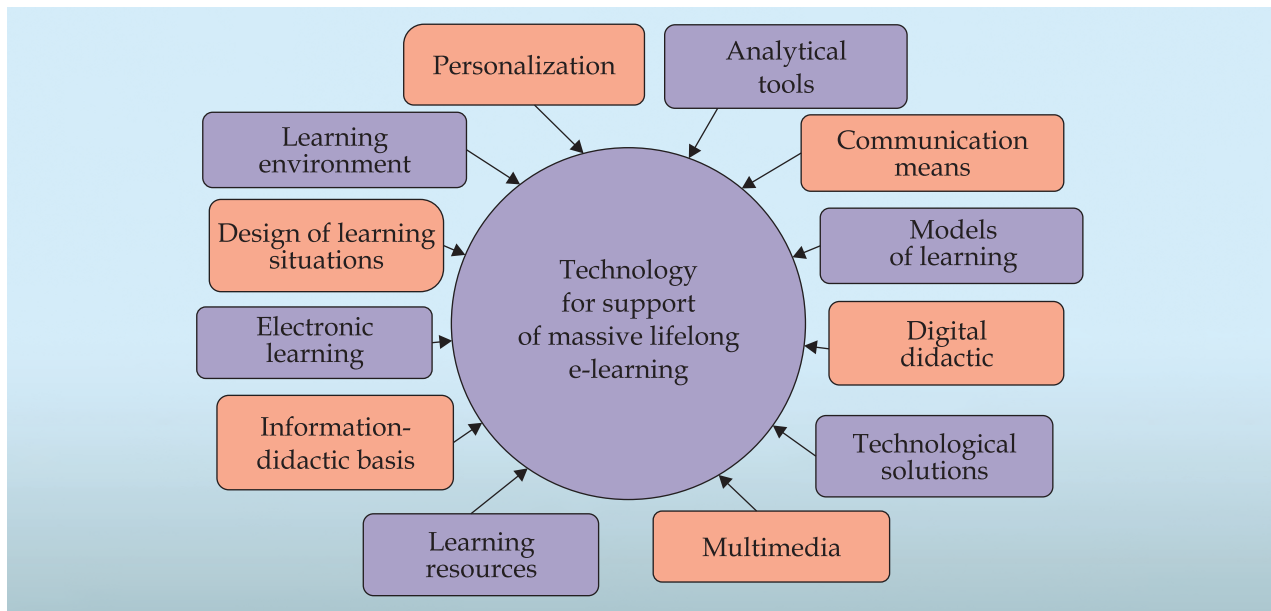 Personalization
Analytical
tools
Learning
environment
Communication
means
Design of learning
situations
Models
of learning
Technology
for support
of massive lifelong
e-learning
Electronic
learning
Digital
didactic
Information-
didactic basis
Technological
solutions
Learning
resources
Multimedia